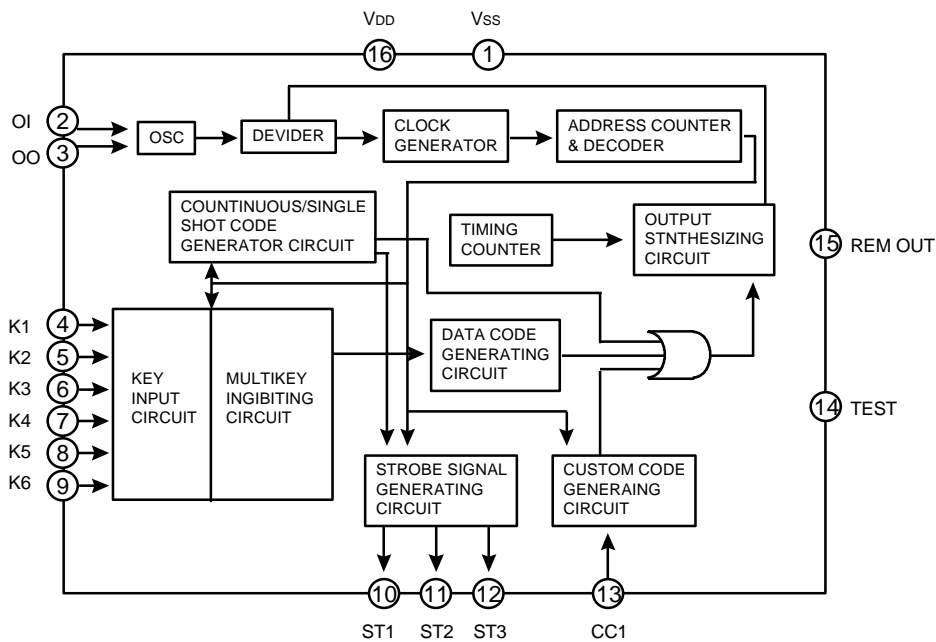 VDD
VSS
16
1
OI
2
OO
3
OSC
DEVIDER
CLOCK
GENERATOR
ADDRESS COUNTER
& DECODER
COUNTINUOUS/SINGLE
SHOT CODE
GENERATOR CIRCUIT
TIMING
COUNTER
OUTPUT
STNTHESIZING
CIRCUIT
15
REM OUT
K1
4
K2
5
K3
6
K4
7
K5
8
K6
9
KEY
INPUT
CIRCUIT
MULTIKEY
INGIBITING
CIRCUIT
DATA CODE
GENERATING
CIRCUIT
14
TEST
STROBE SIGNAL
GENERATING
CIRCUIT
CUSTOM CODE
GENERAING
CIRCUIT
10
11
12
13
ST1
ST2
ST3
CC1